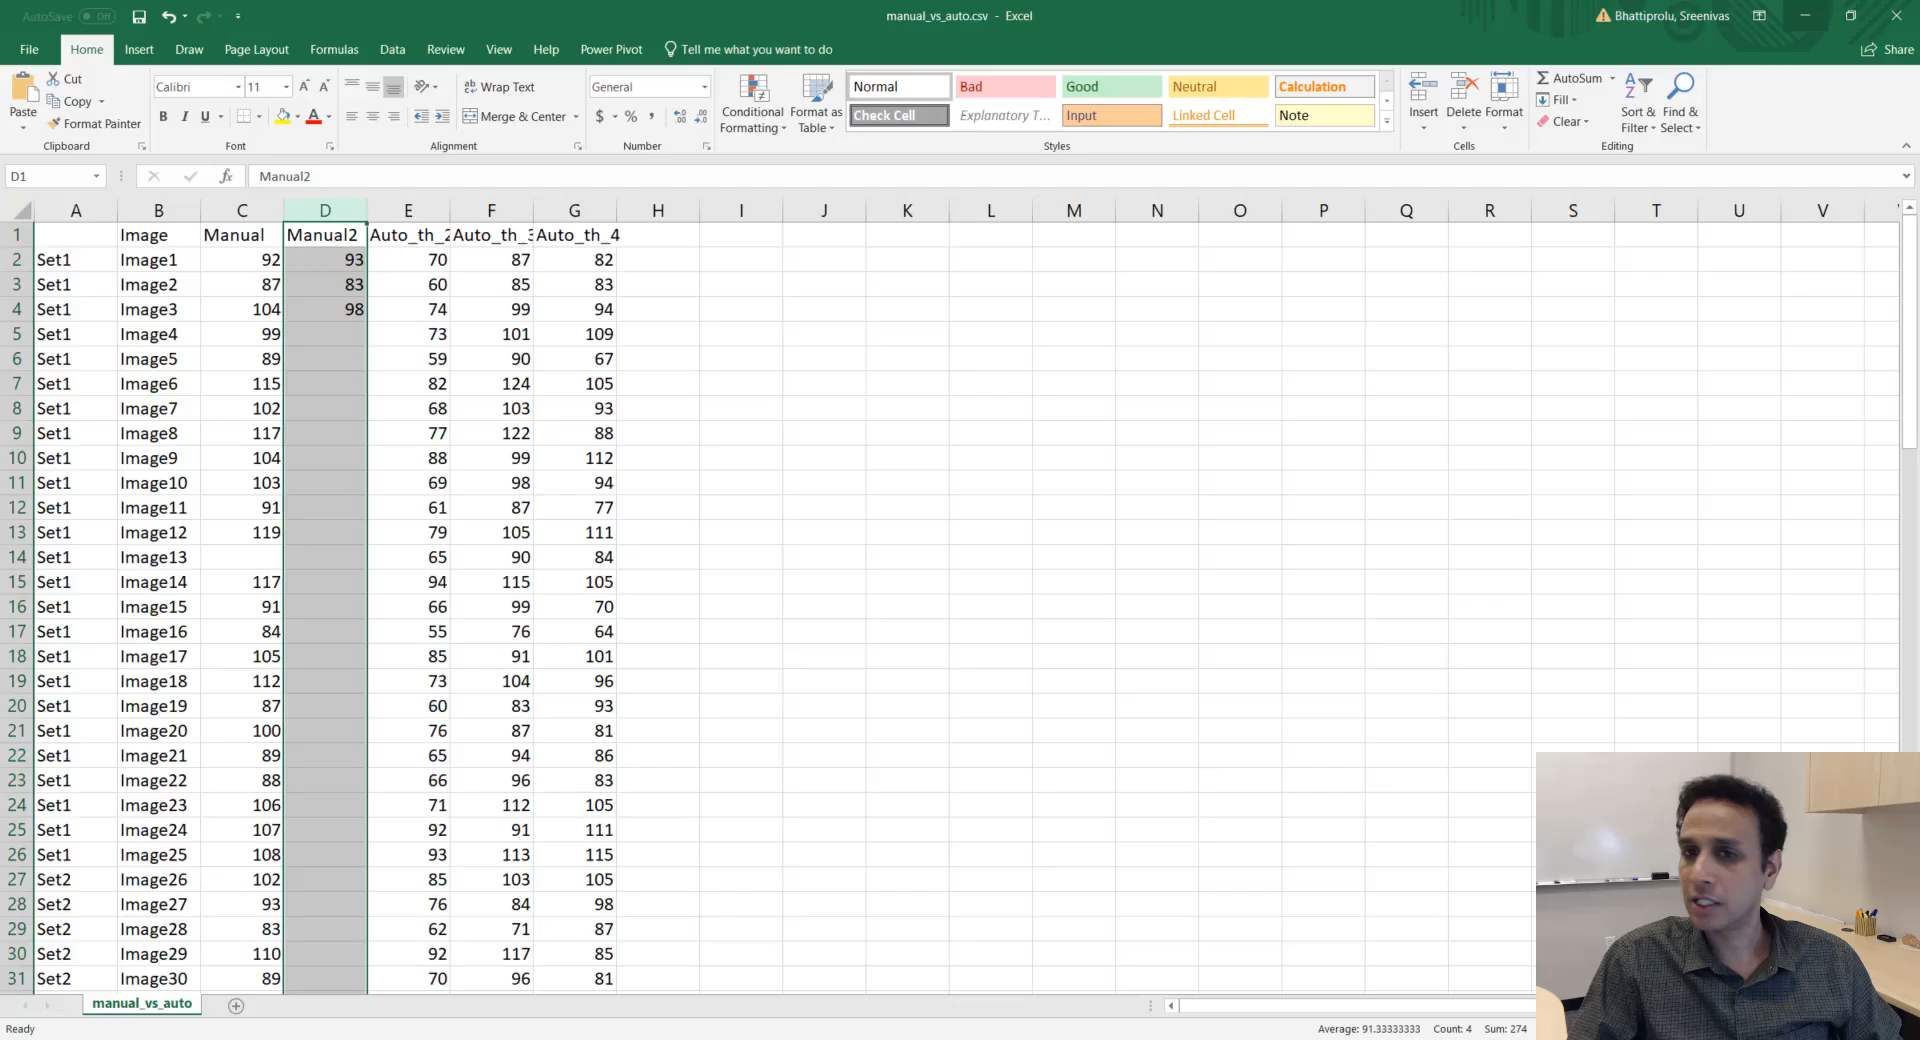 AutoSave Off manual_vs_auto.csv - Excel Bhattiprolu, Sreenivas
File Home Insert Draw Page Layout Formulas Data Review View Help Power Pivot Tell me what you want to do Share
Paste Cut Copy Format Painter
Calibri 11
B I U
Wrap Text
Merge & Center
General
$ % ,
Conditional Formatting Format as Table
Normal Bad Good Neutral Calculation
Check Cell Explanatory T... Input Linked Cell Note
Insert Delete Format
AutoSum Fill Clear
Sort & Filter Find & Select
Clipboard Font Alignment Number Styles Cells Editing
D1 fx Manual2
A B C D E F G H I J K L M N O P Q R S T U V
1 Image Manual Manual2 Auto_th_2 Auto_th_3 Auto_th_4
2 Set1 Image1 92 93 70 87 82
3 Set1 Image2 87 83 60 85 83
4 Set1 Image3 104 98 74 99 94
5 Set1 Image4 99 73 101 109
6 Set1 Image5 89 59 90 67
7 Set1 Image6 115 82 124 105
8 Set1 Image7 102 68 103 93
9 Set1 Image8 117 77 122 88
10 Set1 Image9 104 88 99 112
11 Set1 Image10 103 69 98 94
12 Set1 Image11 91 61 87 77
13 Set1 Image12 119 79 105 111
14 Set1 Image13 65 90 84
15 Set1 Image14 117 94 115 105
16 Set1 Image15 91 66 99 70
17 Set1 Image16 84 55 76 64
18 Set1 Image17 105 85 91 101
19 Set1 Image18 112 73 104 96
20 Set1 Image19 87 60 83 93
21 Set1 Image20 100 76 87 81
22 Set1 Image21 89 65 94 86
23 Set1 Image22 88 66 96 83
24 Set1 Image23 106 71 112 105
25 Set1 Image24 107 92 91 111
26 Set1 Image25 108 93 113 115
27 Set2 Image26 102 85 103 105
28 Set2 Image27 93 76 84 98
29 Set2 Image28 83 62 71 87
30 Set2 Image29 110 92 117 85
31 Set2 Image30 89 70 96 81
manual_vs_auto
Ready Average: 91.33333333 Count: 4 Sum: 274